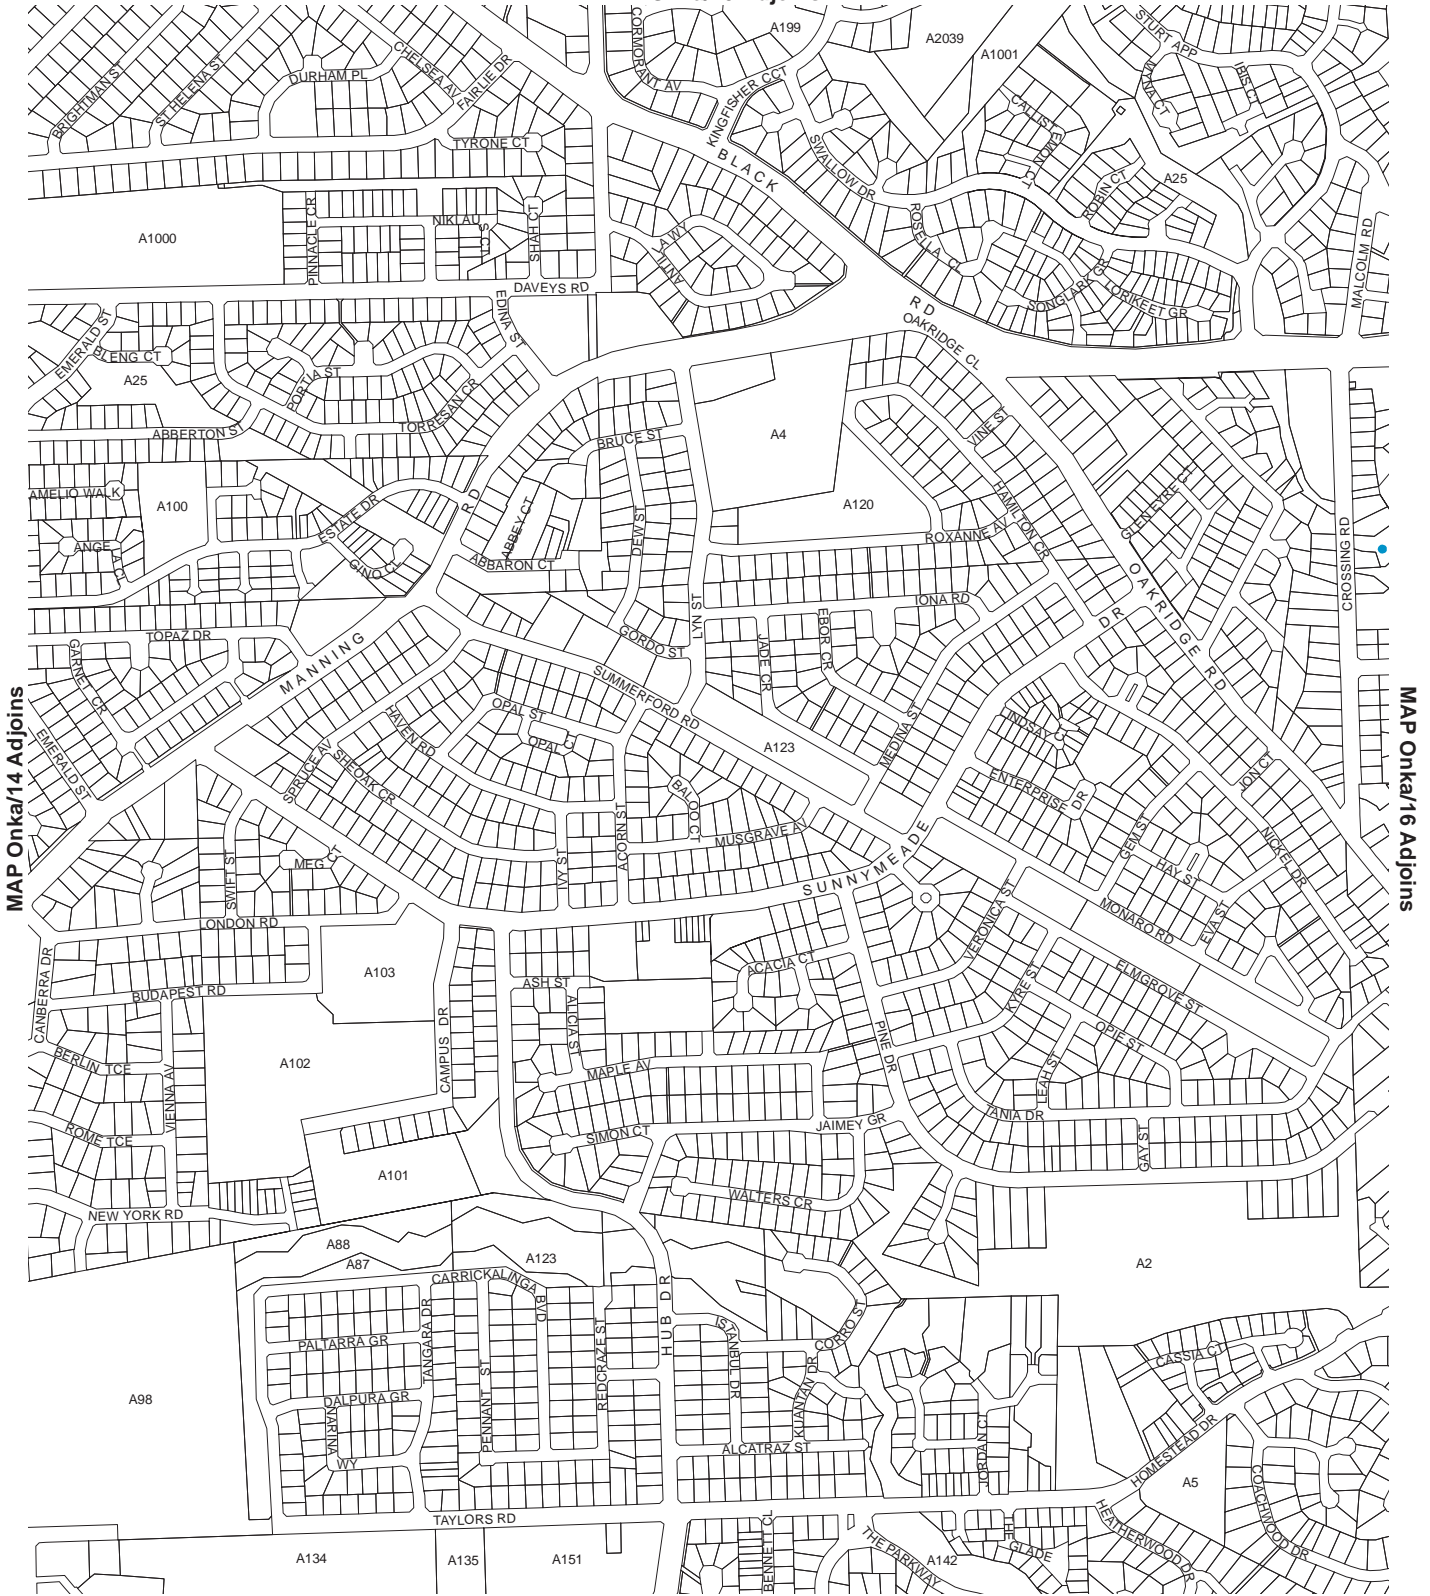 CORMORANT AV
A199
A2039
A1001
STURT APP
MYNA CT
IBIS CT
BRIGHTMAN ST
ST HELENA ST
DURHAM PL
CHELSEA AV
FAIRLIE DR
TYRONE CT
KINGFISHER CCT
BLACK
SWALLOW DR
CALLISTEMON CT
ROBIN CT
A25
MALCOLM RD
A1000
PINNACLE CR
NIKLAUS CT
SHAH CT
ANTILLA WY
ROSELLA CL
SONGLARK GR
LORIKEET GR
DAVEYS RD
EDINA ST
RD
OAKRIDGE CL
EMERALD ST
BLENG CT
A25
PORTIA ST
TORRESAN CR
ABBERTON ST
BRUCE ST
A4
VINE ST
GLEN EYRE CT
AMELIO WALK
A100
ESTATE DR
RD
ABBEY CT
DEW ST
A120
HAMILTON CR
ROXANNE AV
CROSSING RD
ANGELA CL
GINO CL
ABBARON CT
OAKRIDGE RD
DR
IONA RD
LYN ST
JADE CR
EBOR CR
TOPAZ DR
GARNET CR
MANNING
GORDO ST
SUMMERFORD RD
MAP Onka/14 Adjoins
MAP Onka/16 Adjoins
EMERALD ST
HAVEN RD
OPAL ST
OPAL CT
A123
MEDINA ST
LINDSAY CT
ENTERPRISE DR
JON CT
SPRUCE AV
SHEOAK CR
BALOO CT
MUSGRAVE AV
ACORN ST
IVY ST
SUNNYMEADE
GEM ST
HAY ST
NICKEL DR
SWIFT ST
MEG CT
LONDON RD
VERONICA ST
MONARO RD
EVA ST
CANBERRA DR
A103
BUDAPEST RD
ASH ST
ALICIA ST
ACACIA CT
KYRE ST
ELMGROVE ST
OPIE ST
CAMPUS DR
PINE DR
BERLIN TCE
A102
VIENNA AV
MAPLE AV
LEAH ST
TANIA DR
ROME TCE
SIMON CT
JAIMEY GR
GAY ST
A101
WALTERS CR
NEW YORK RD
A88
A87
A123
A2
CARRICKALINGA BVD
HUB DR
TANGARA DR
PALTARRA GR
PENNANT ST
REDCRAZE ST
ISTANBUL DR
CORRO ST
KUANTAN DR
CASSIA CT
A98
DALPURA GR
NARINNA WY
ALCATRAZ ST
JORDAN CT
HOMESTEAD DR
A5
COACHWOOD DR
TAYLORS RD
HEATHERWOOD DR
A134
A135
A151
BENNET CL
THE PARKWAY
A142
THE GLADE